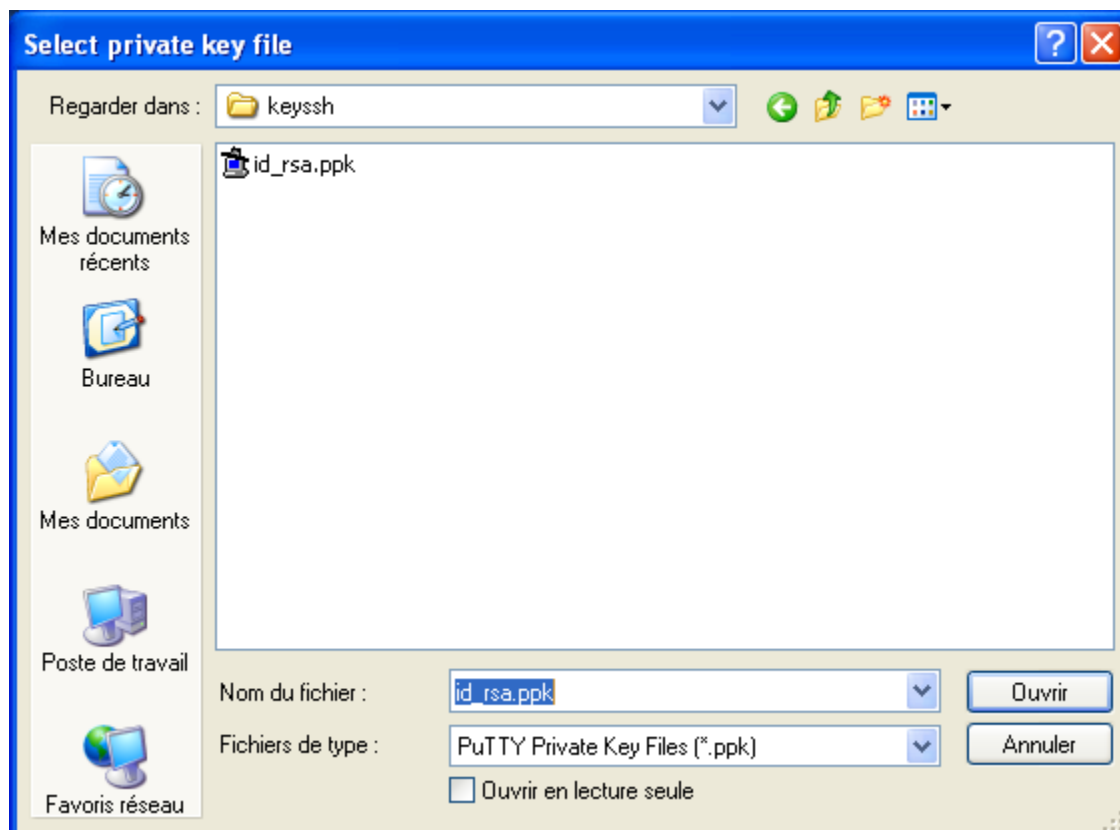 Select private key file
Regarder dans :
keyssh
id_rsa.ppk
Mes documents
récents
Bureau
Mes documents
Poste de travail
Favoris réseau
Nom du fichier :
id_rsa.ppk
Ouvrir
Fichiers de type :
PuTTY Private Key Files (*.ppk)
Annuler
Ouvrir en lecture seule